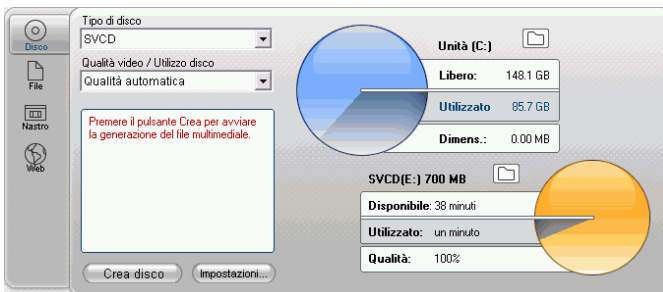 Disco
File
Nastro
Web
Tipo di disco
SVCD
Qualità video / Utilizzo disco
Qualità automatica
Premere il pulsante Crea per avviare
la generazione del file multimediale.
Crea disco
Impostazioni...
Unità (C:)
Libero: 148.1 GB
Utilizzato 85.7 GB
Dimens.: 0.00 MB
SVCD(E:) 700 MB
Disponibile: 38 minuti
Utilizzato: un minuto
Qualità: 100%